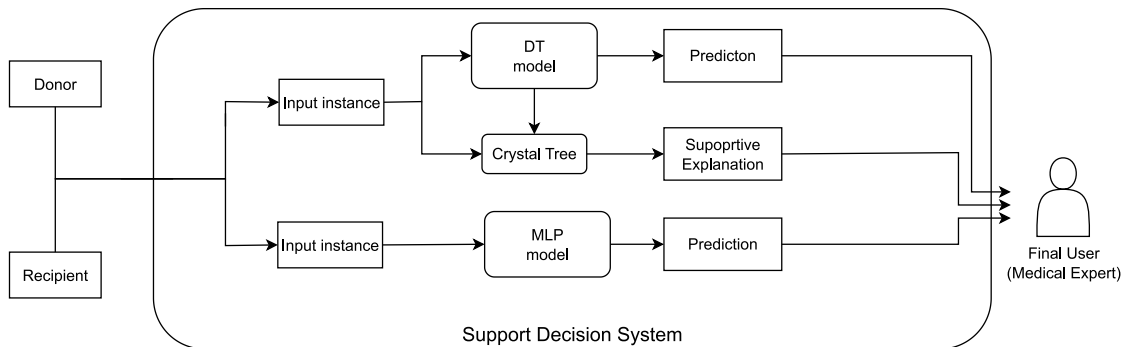 Donor
Recipient
Input instance
DT
model
Predicton
Crystal Tree
Supoprtive
Explanation
Input instance
MLP
model
Prediction
Final User
(Medical Expert)
Support Decision System